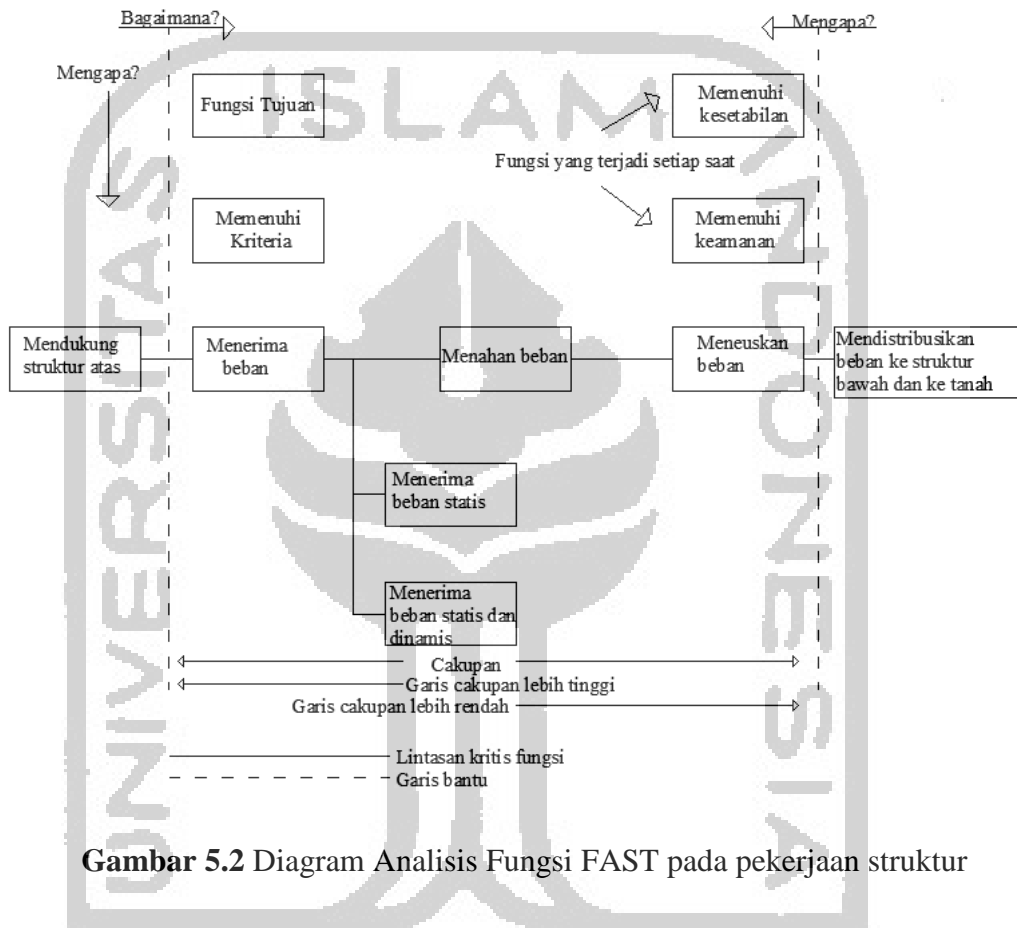 Bagaimana?
Mengapa?
Mengapa?
Fungsi Tujuan
Memenuhi
kesetabilan
Fungsi yang terjadi setiap saat
Memenuhi
Kriteria
Memenuhi
keamanan
Mendukung
struktur atas
Menerima
beban
Menahan beban
Meneuskan
beban
Mendistribusikan
beban ke struktur
bawah dan ke tanah
Menerima
beban statis
Menerima
beban statis dan
dinamis
Cakupan
Garis cakupan lebih tinggi
Garis cakupan lebih rendah
Lintasan kritis fungsi
Garis bantu
Gambar 5.2 Diagram Analisis Fungsi FAST pada pekerjaan struktur
UNIVERSITAS
ISLAM
INDONESIA